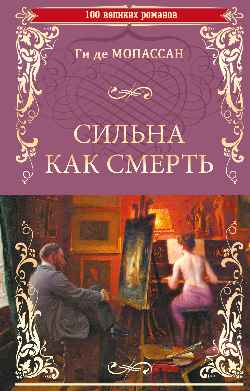 100 великих романов
Ги де МОПАССАН
СИЛЬНА
КАК СМЕРТЬ